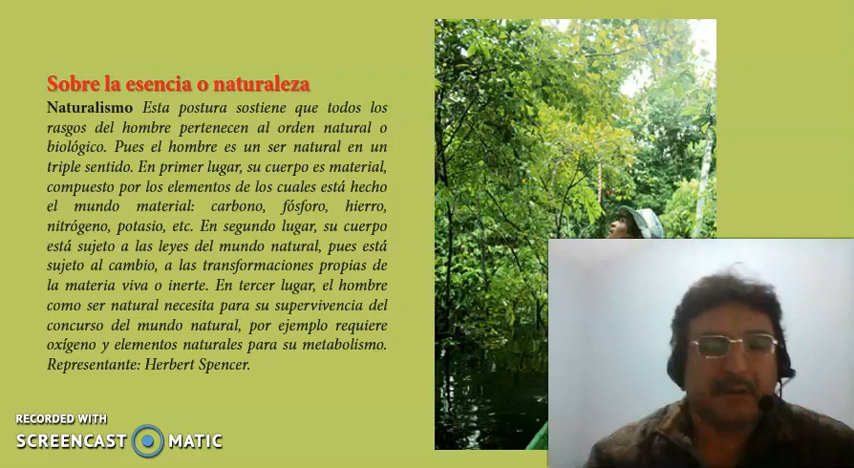 Sobre la esencia o naturaleza
Naturalismo Esta postura sostiene que todos los
rasgos del hombre pertenecen al orden natural o
biológico. Pues el hombre es un ser natural en un
triple sentido. En primer lugar, su cuerpo es material,
compuesto por los elementos de los cuales está hecho
el mundo material: carbono, fósforo, hierro,
nitrógeno, potasio, etc. En segundo lugar, su cuerpo
está sujeto a las leyes del mundo natural, pues está
sujeto al cambio, a las transformaciones propias de
la materia viva o inerte. En tercer lugar, el hombre
como ser natural necesita para su supervivencia del
concurso del mundo natural, por ejemplo requiere
oxígeno y elementos naturales para su metabolismo.
Representante: Herbert Spencer.
RECORDED WITH
SCREENCAST MATIC